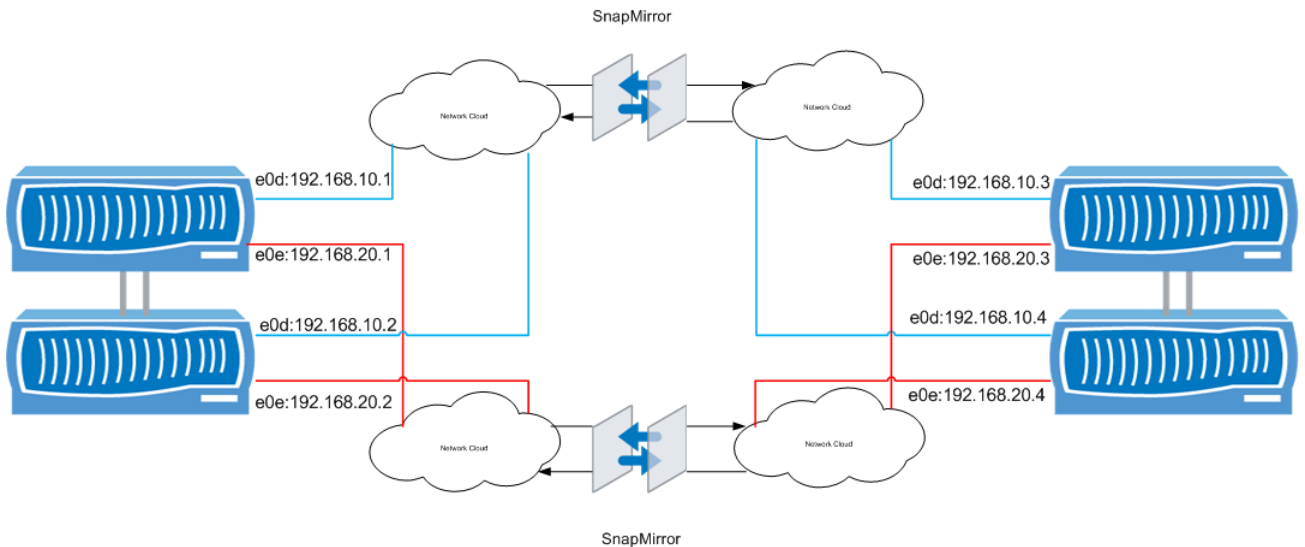 SnapMirror
Network Cloud
Network Cloud
e0d:192.168.10.1
e0d:192.168.10.3
e0e:192.168.20.1
e0e:192.168.20.3
e0d:192.168.10.2
e0d:192.168.10.4
e0e:192.168.20.2
e0e:192.168.20.4
Network Cloud
Network Cloud
SnapMirror